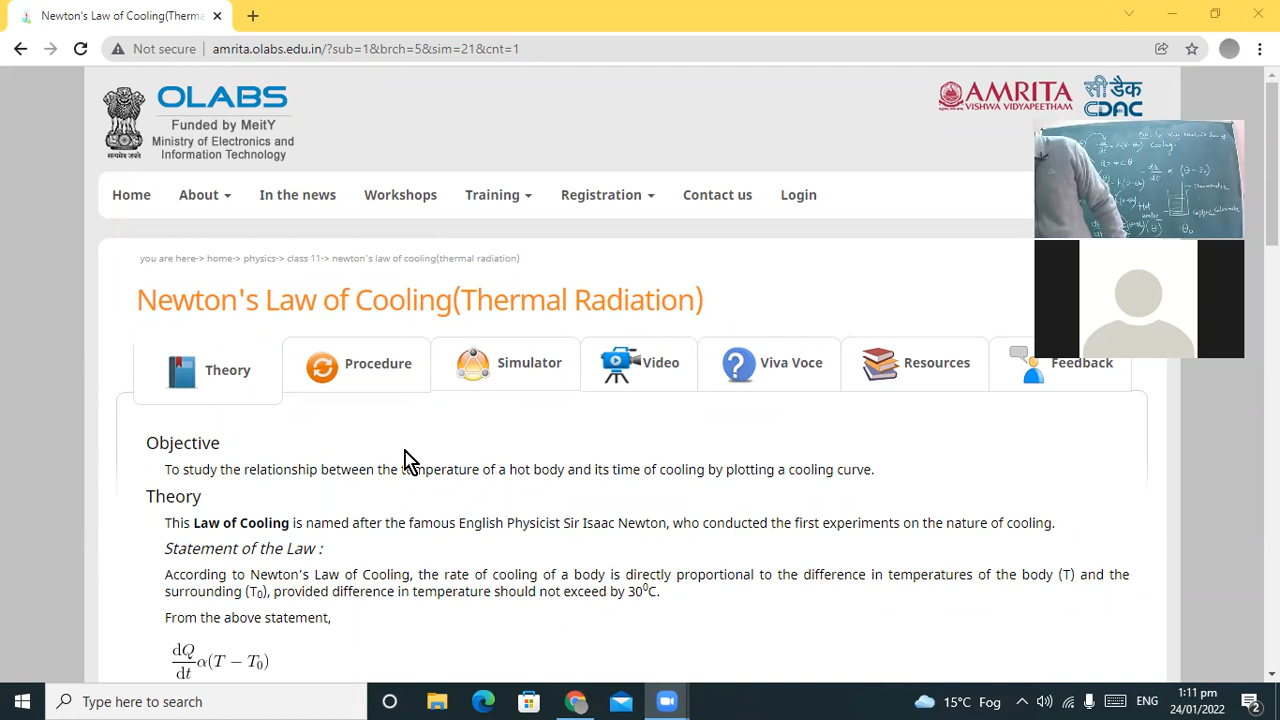 Newton's Law of Cooling(Therma
Not secure
amrita.olabs.edu.in/?sub=1&brch=5&sim=21&cnt=1
OLABS
Funded by MeitY
Ministry of Electronics and
Information Technology
सत्यमेव जयते
AMRITA
VISHWA VIDYAPEETHAM
सी डैक
CDAC
Home About In the news Workshops Training Registration Contact us Login
you are here-> home-> physics-> class 11-> newton's law of cooling(thermal radiation)
Newton's Law of Cooling(Thermal Radiation)
Theory Procedure Simulator Video Viva Voce Resources Feedback
Objective
To study the relationship between the temperature of a hot body and its time of cooling by plotting a cooling curve.
Theory
This Law of Cooling is named after the famous English Physicist Sir Isaac Newton, who conducted the first experiments on the nature of cooling.
Statement of the Law :
According to Newton's Law of Cooling, the rate of cooling of a body is directly proportional to the difference in temperatures of the body (T) and the
surrounding (T₀), provided difference in temperature should not exceed by 30⁰C.
From the above statement,
dQ/dt α(T − T₀)
Type here to search
15°C Fog
ENG
1:11 pm
24/01/2022
2